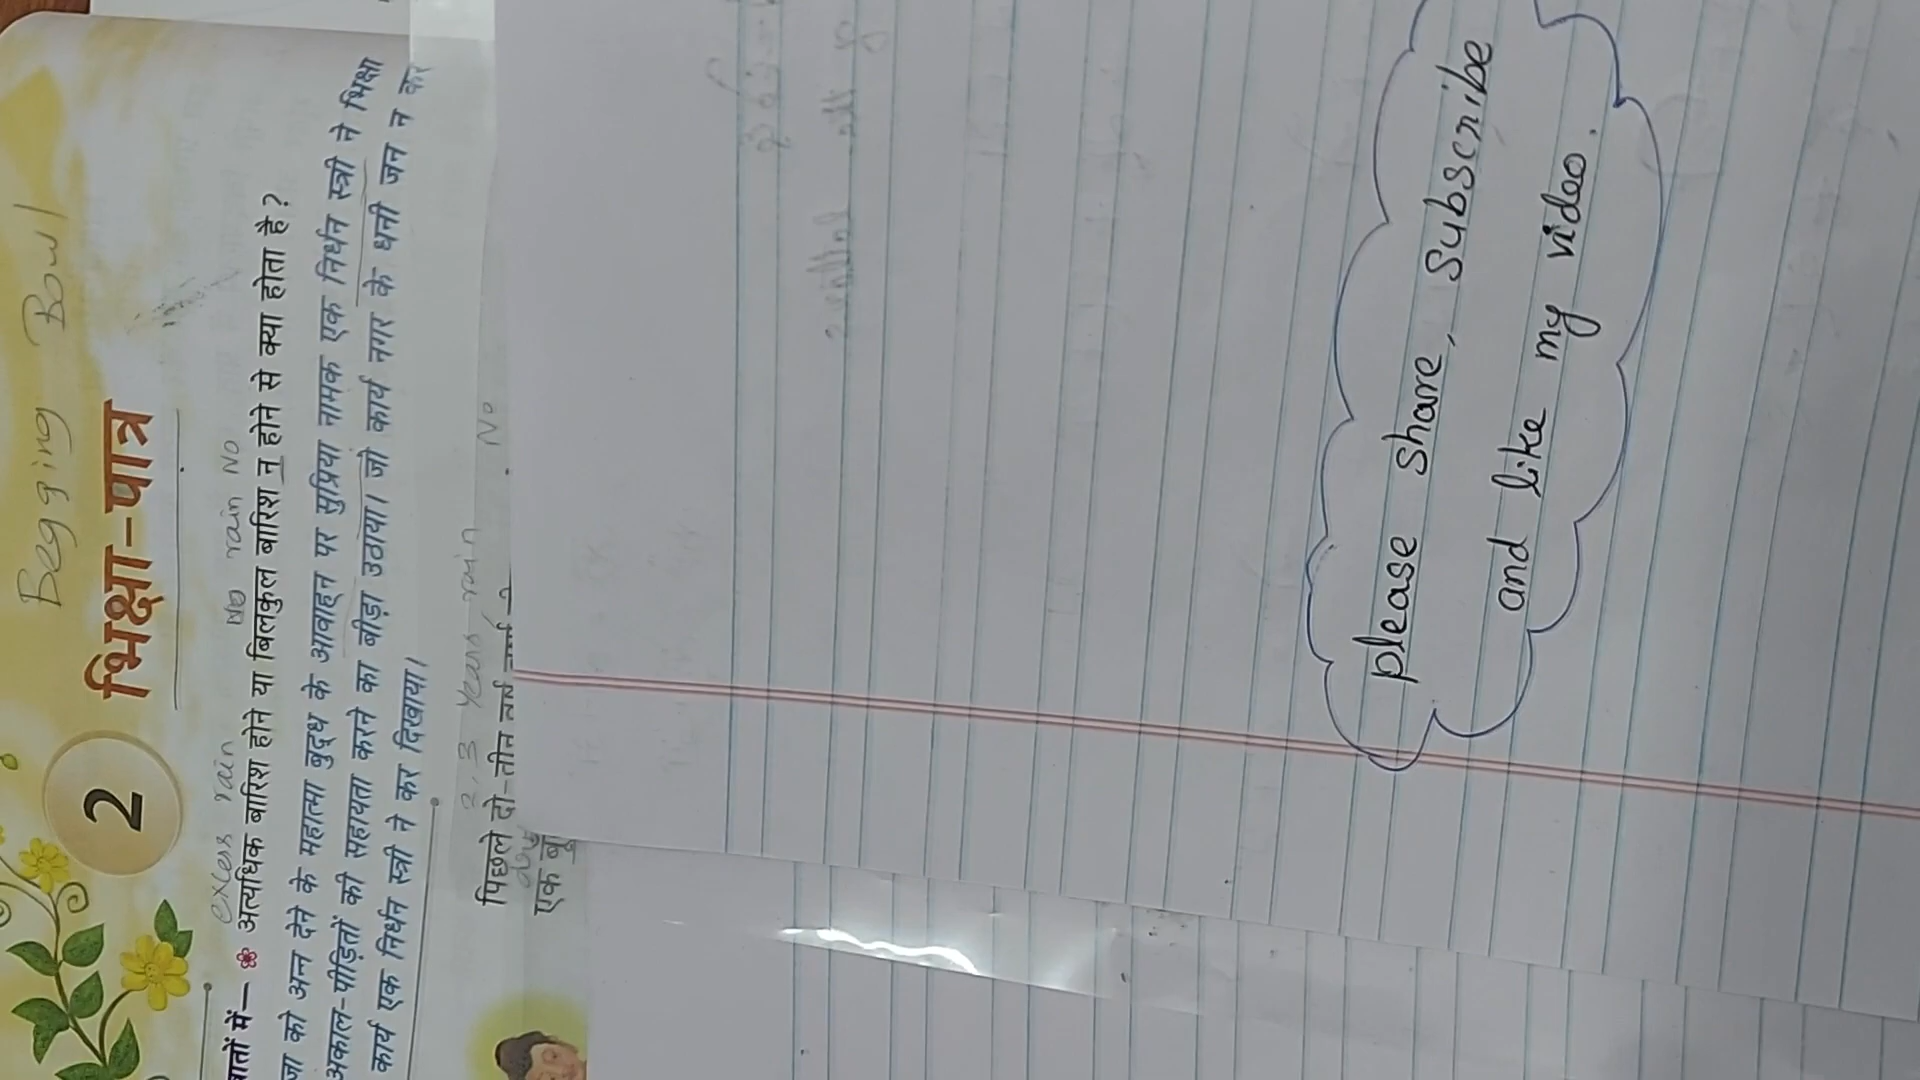 Begging Bowl
2 भिक्षा-पात्र
excess rain No rain No
बातों में— अत्यधिक बारिश होने या बिलकुल बारिश न होने से क्या होता है?
को अन्न देने के महात्मा बुद्ध के आवाहन पर सुप्रिया नामक एक निर्धन स्त्री ने भिक्षा
अकाल-पीड़ितों की सहायता करने का बीड़ा उठाया। जो कार्य नगर के धनी जन न कर
कार्य एक निर्धन स्त्री ने कर दिखाया।
2, 3 Years rain No
पिछले दो-तीन वर्ष
एक
please share, subscribe
and like my video.